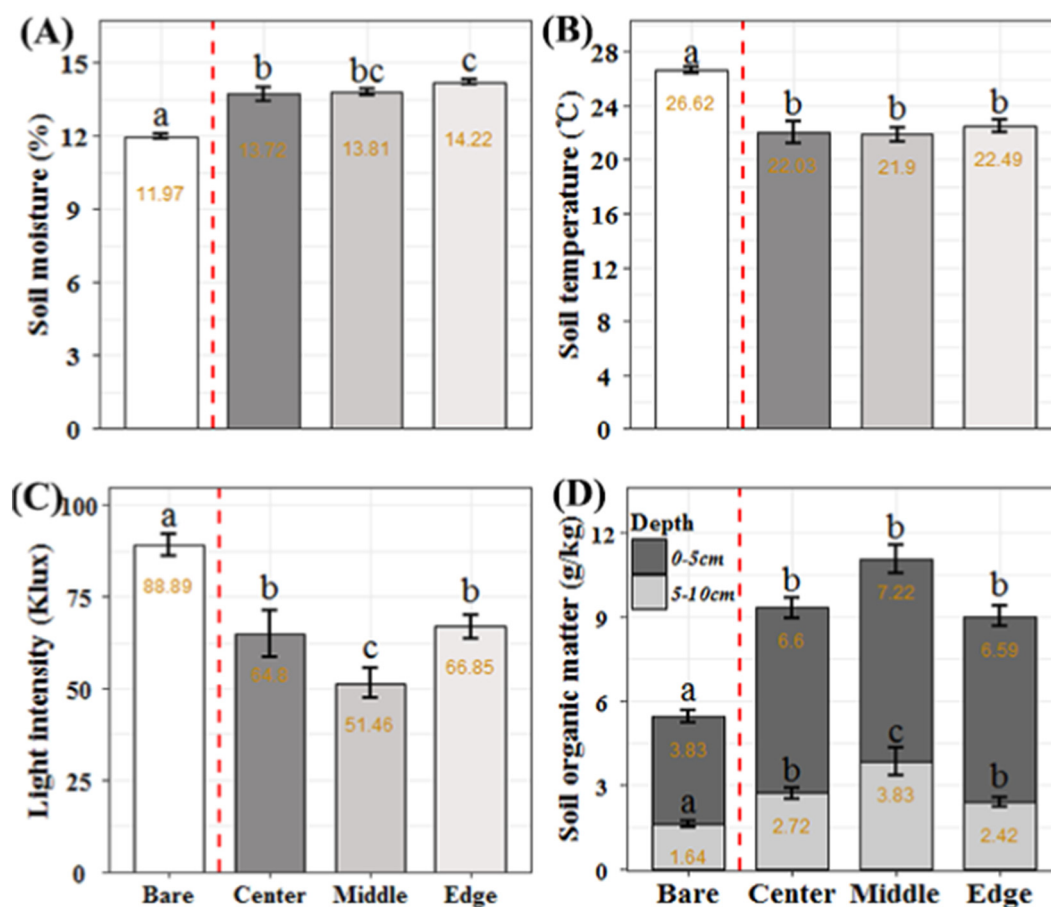 (A)
Soil moisture (%)
15
12
9
6
3
0
a
b
bc
c
11.97
13.72
13.81
14.22
(B)
Soil temperature (℃)
28
24
20
16
12
8
4
0
a
b
b
b
26.62
22.03
21.9
22.49
(C)
Light intensity (Klux)
100
75
50
25
0
a
b
c
b
88.89
64.8
51.46
66.85
Bare Center Middle Edge
(D)
Soil organic matter (g/kg)
12
9
6
3
0
Depth
0-5cm
5-10cm
a
b
b
b
3.83
6.6
7.22
6.59
a
b
c
b
1.64
2.72
3.83
2.42
Bare Center Middle Edge